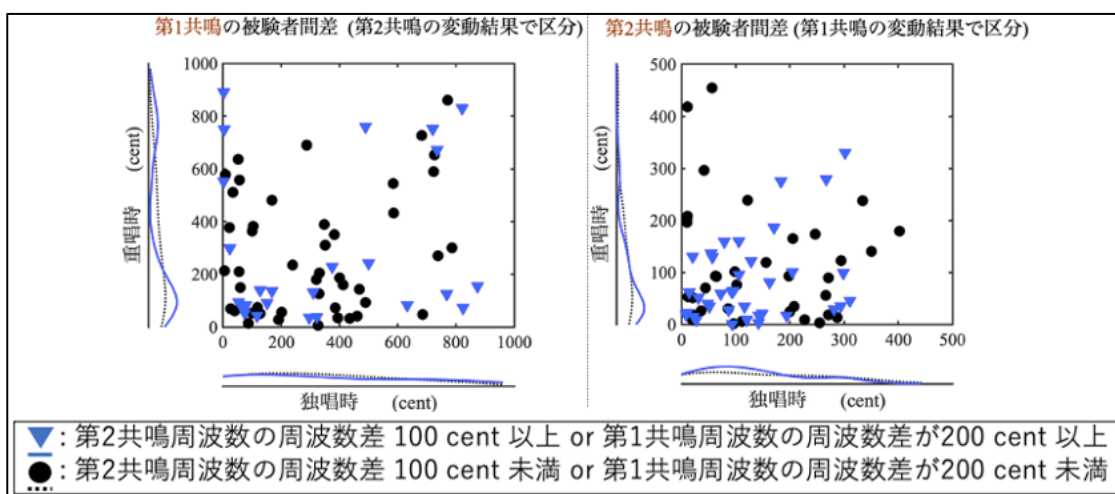 第1共鳴の被験者間差 (第2共鳴の変動結果で区分)
1000
800
600
400
200
0
0 200 400 600 800 1000
重唱時 (cent)
独唱時 (cent)
第2共鳴の被験者間差 (第1共鳴の変動結果で区分)
500
400
300
200
100
0
0 100 200 300 400 500
重唱時 (cent)
独唱時 (cent)
: 第2共鳴周波数の周波数差 100 cent 以上 or 第1共鳴周波数の周波数差が200 cent 以上
: 第2共鳴周波数の周波数差 100 cent 未満 or 第1共鳴周波数の周波数差が200 cent 未満